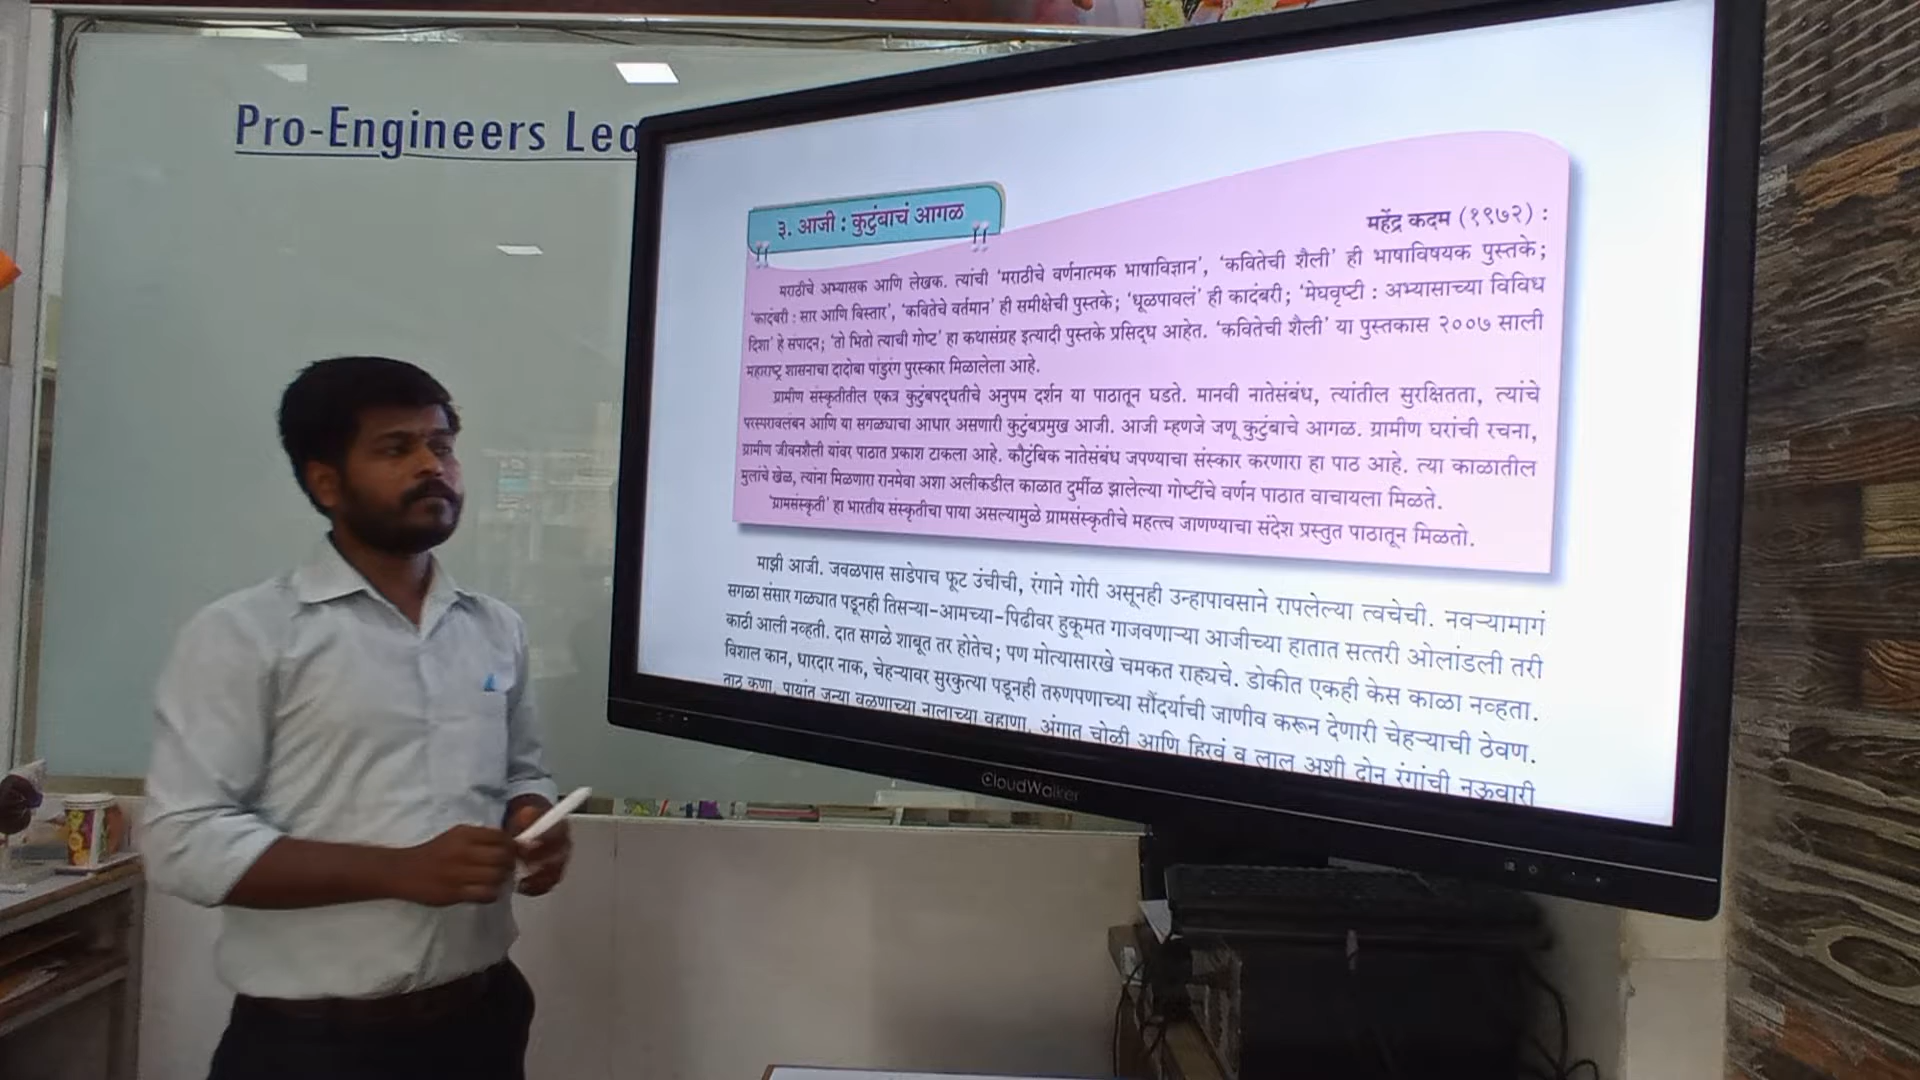 Pro-Engineers Lea
३. आजी : कुटुंबाचं आगळ
महेंद्र कदम (१९७२) :
मराठीचे अभ्यासक आणि लेखक. त्यांची ‘मराठीचे वर्णनात्मक भाषाविज्ञान’, ‘कवितेची शैली’ ही भाषाविषयक पुस्तके;
‘कादंबरी : सार आणि विस्तार’, ‘कवितेचे वर्तमान’ ही समीक्षेची पुस्तके; ‘धूळपावलं’ ही कादंबरी; ‘मेघवृष्टी : अभ्यासाच्या विविध
दिशा’ हे संपादन; ‘तो भितो त्याची गोष्ट’ हा कथासंग्रह इत्यादी पुस्तके प्रसिद्ध आहेत. ‘कवितेची शैली’ या पुस्तकास २००७ साली
महाराष्ट्र शासनाचा दादोबा पांडुरंग पुरस्कार मिळालेला आहे.
ग्रामीण संस्कृतीतील एकत्र कुटुंबपद्धतीचे अनुपम दर्शन या पाठातून घडते. मानवी नातेसंबंध, त्यांतील सुरक्षितता, त्यांचे
परस्परावलंबन आणि या सगळ्याचा आधार असणारी कुटुंबप्रमुख आजी. आजी म्हणजे जणू कुटुंबाचे आगळ. ग्रामीण घरांची रचना,
ग्रामीण जीवनशैली यांवर पाठात प्रकाश टाकला आहे. कौटुंबिक नातेसंबंध जपण्याचा संस्कार करणारा हा पाठ आहे. त्या काळातील
मुलांचे खेळ, त्यांना मिळणारा रानमेवा अशा अलीकडील काळात दुर्मीळ झालेल्या गोष्टींचे वर्णन पाठात वाचायला मिळते.
‘ग्रामसंस्कृती’ हा भारतीय संस्कृतीचा पाया असल्यामुळे ग्रामसंस्कृतीचे महत्त्व जाणण्याचा संदेश प्रस्तुत पाठातून मिळतो.
माझी आजी. जवळपास साडेपाच फूट उंचीची, रंगाने गोरी असूनही उन्हापावसाने रापलेल्या त्वचेची. नवऱ्यामागं
सगळा संसार गळ्यात पडूनही तिसऱ्या-आमच्या-पिढीवर हुकूमत गाजवणाऱ्या आजीच्या हातात सत्तरी ओलांडली तरी
काठी आली नव्हती. दात सगळे शाबूत तर होतेच; पण मोत्यासारखे चमकत राह्यचे. डोकीत एकही केस काळा नव्हता.
विशाल कान, धारदार नाक, चेहऱ्यावर सुरकुत्या पडूनही तरुणपणाच्या सौंदर्याची जाणीव करून देणारी चेहऱ्याची ठेवण.
ताठ कणा, पायांत जुन्या वळणाच्या नालाच्या वहाणा, अंगात चोळी आणि हिरवं व लाल अशी दोन रंगांची नऊवारी
CloudWalker